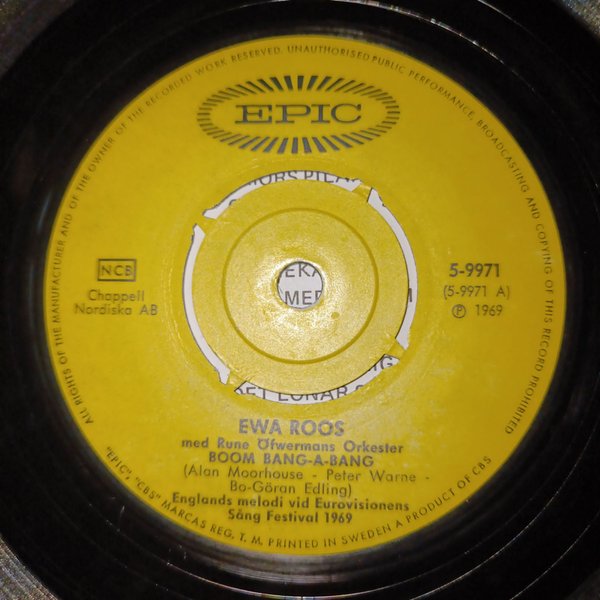 ALL RIGHTS OF THE MANUFACTURER AND OF THE OWNER OF THE RECORDED WORK RESERVED. UNAUTHORISED PUBLIC PERFORMANCE, BROADCASTING AND COPYING OF THIS RECORD PROHIBITED
EPIC
NCB
Chappell
Nordiska AB
5-9971
(5-9971 A)
℗ 1969
EKA
MED
EWA ROOS
med Rune Öfwermans Orkester
BOOM BANG-A-BANG
(Alan Moorhouse - Peter Warne -
Bo-Göran Edling)
Englands melodi vid Eurovisionens
Sång Festival 1969
"EPIC", "CBS" MARCAS REG. T. M. PRINTED IN SWEDEN A PRODUCT OF CBS